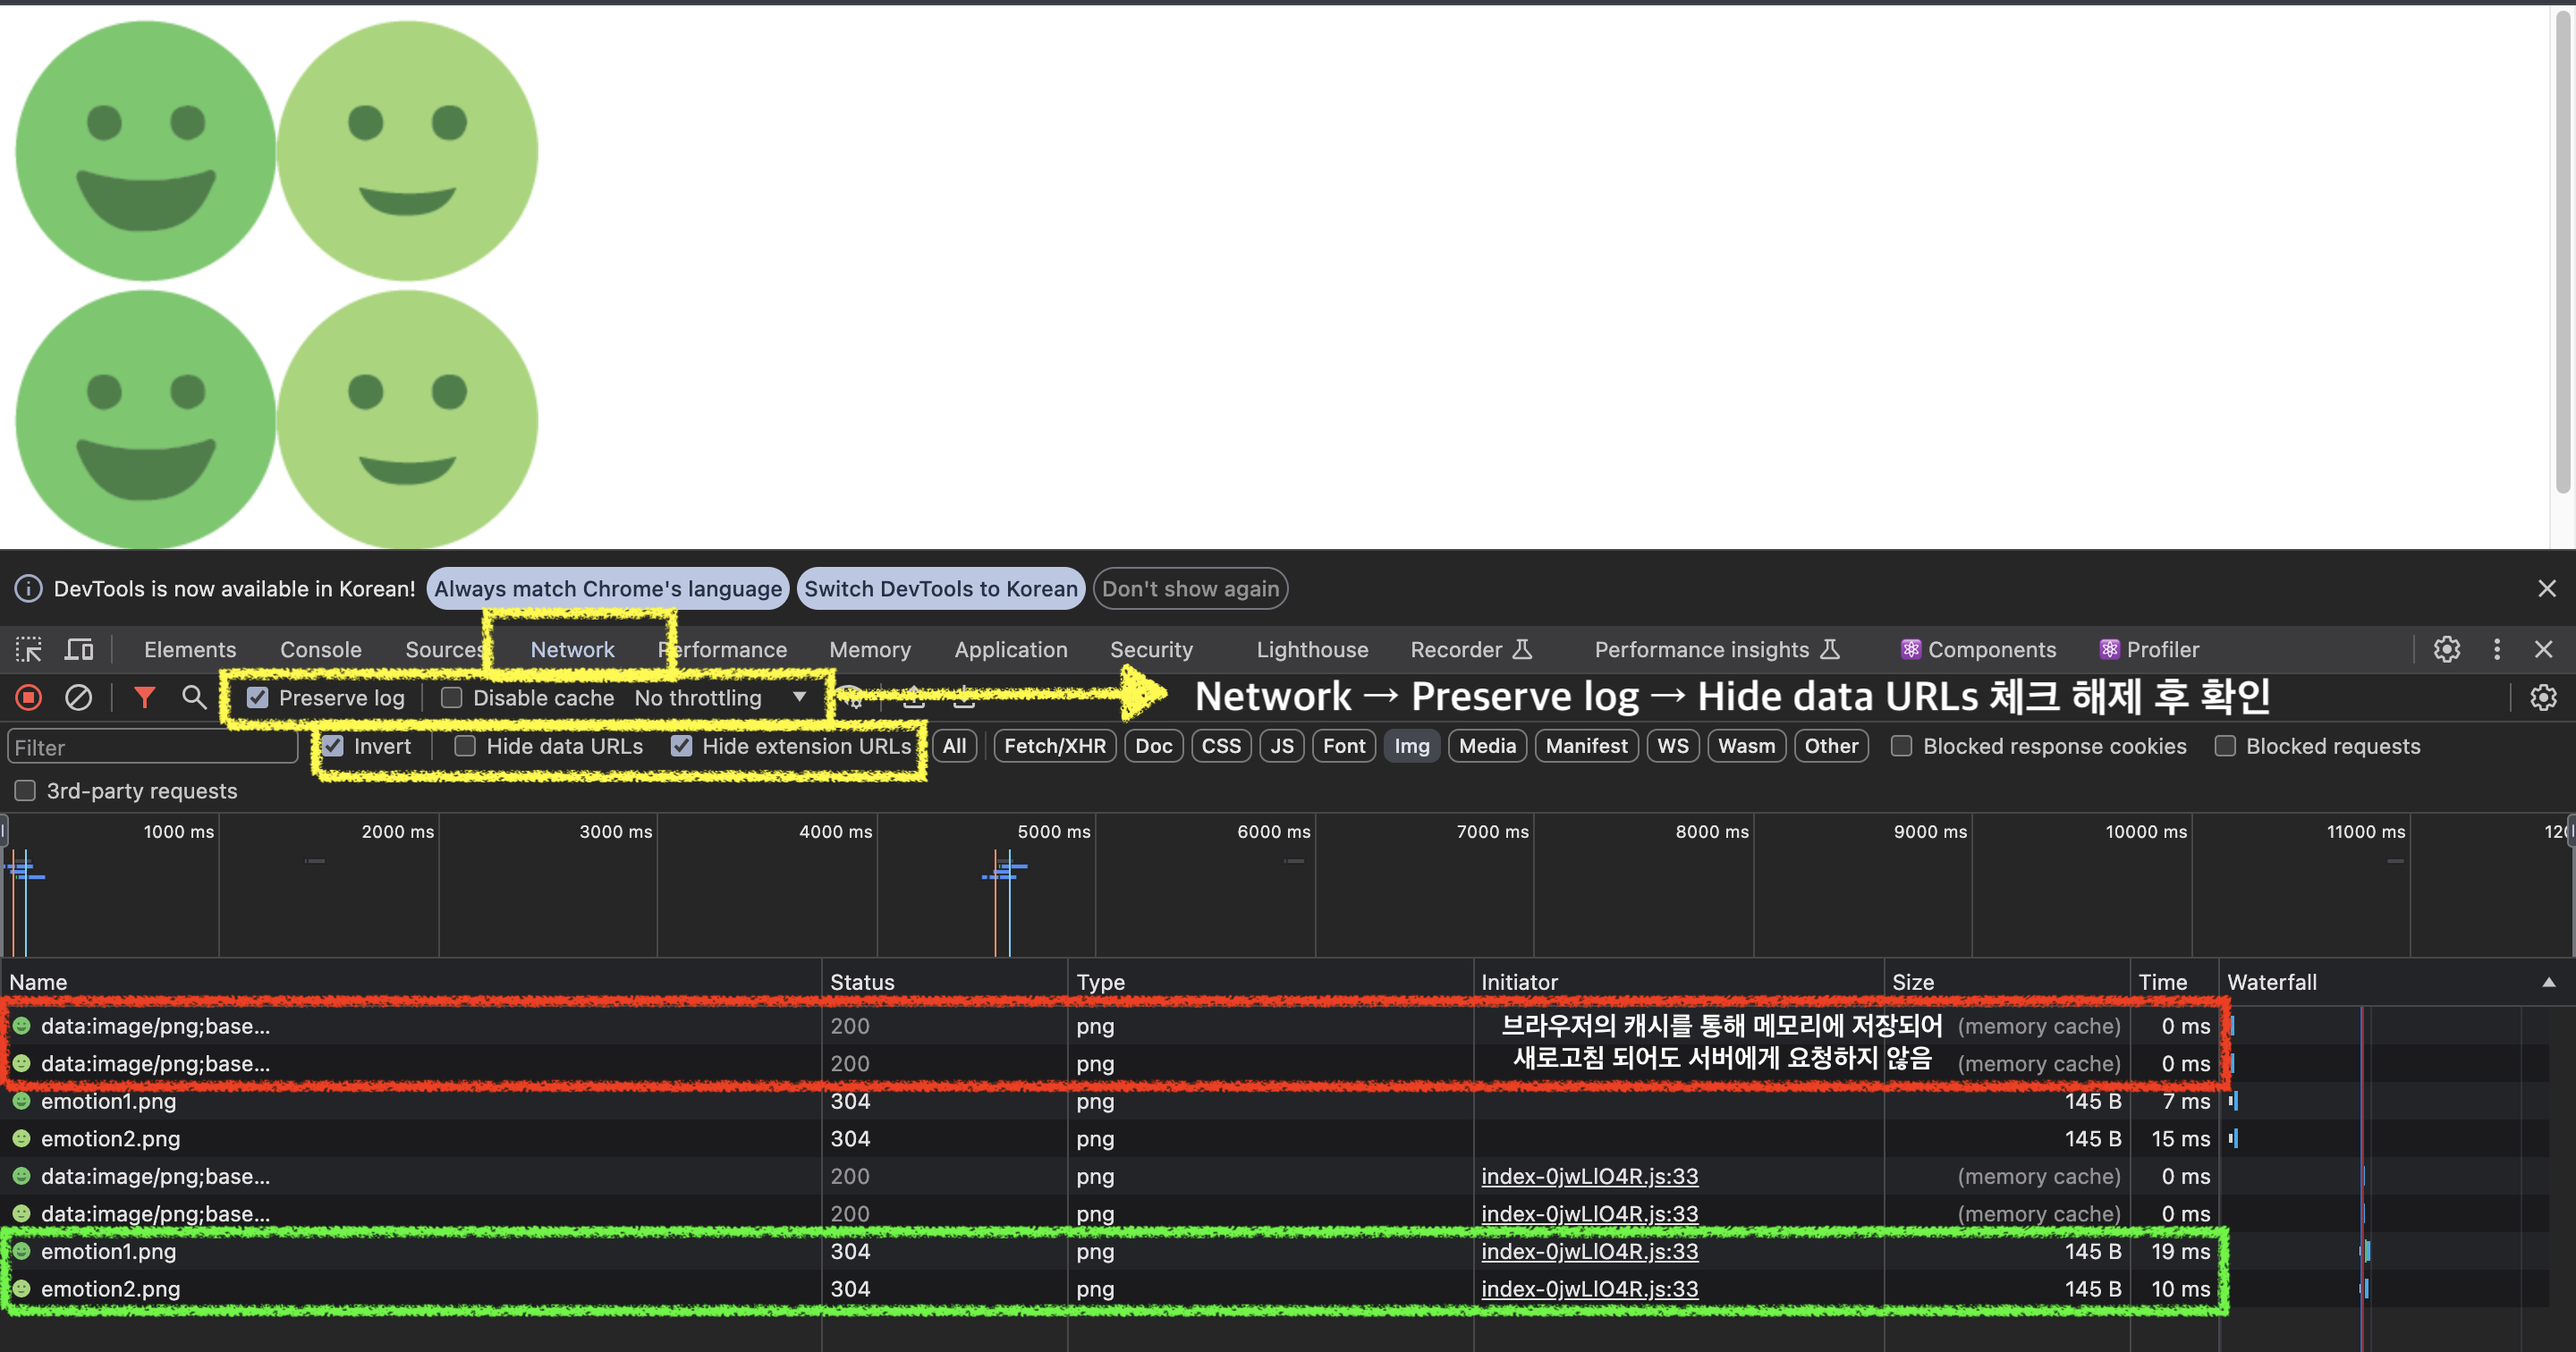 DevTools is now available in Korean! Always match Chrome's language Switch DevTools to Korean Don't show again
Elements Console Sources Network Performance Memory Application Security Lighthouse Recorder Performance insights Components Profiler
Preserve log Disable cache No throttling Network → Preserve log → Hide data URLs 체크 해제 후 확인
Filter Invert Hide data URLs Hide extension URLs All Fetch/XHR Doc CSS JS Font Img Media Manifest WS Wasm Other Blocked response cookies Blocked requests
3rd-party requests
1000 ms 2000 ms 3000 ms 4000 ms 5000 ms 6000 ms 7000 ms 8000 ms 9000 ms 10000 ms 11000 ms
Name Status Type Initiator Size Time Waterfall
data:image/png;base... 200 png 브라우저의 캐시를 통해 메모리에 저장되어 (memory cache) 0 ms
data:image/png;base... 200 png 새로고침 되어도 서버에게 요청하지 않음 (memory cache) 0 ms
emotion1.png 304 png 145 B 7 ms
emotion2.png 304 png 145 B 15 ms
data:image/png;base... 200 png index-0jwLlO4R.js:33 (memory cache) 0 ms
data:image/png;base... 200 png index-0jwLlO4R.js:33 (memory cache) 0 ms
emotion1.png 304 png index-0jwLlO4R.js:33 145 B 19 ms
emotion2.png 304 png index-0jwLlO4R.js:33 145 B 10 ms